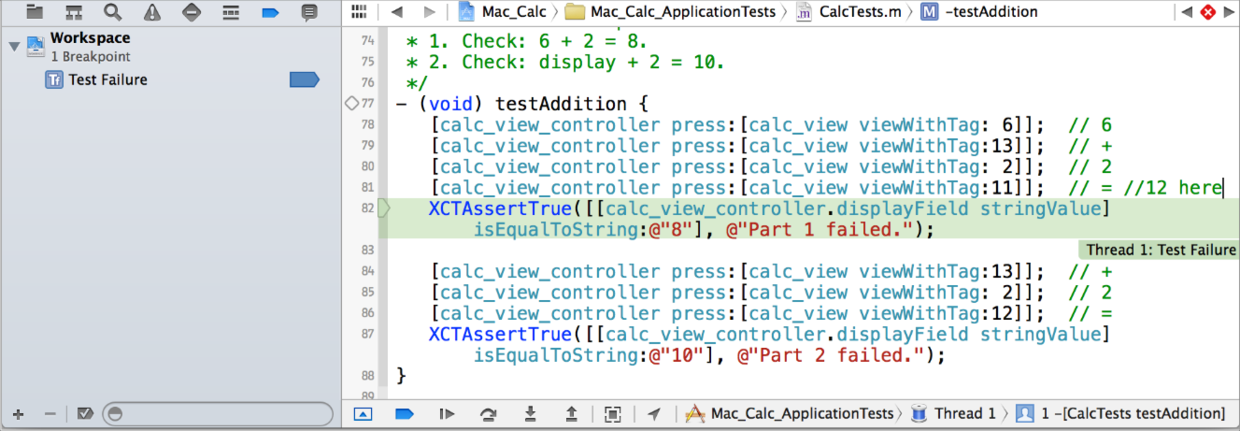 Mac_Calc Mac_Calc_ApplicationTests CalcTests.m M -testAddition
Workspace
1 Breakpoint
Tf Test Failure
74 * 1. Check: 6 + 2 = 8.
75 * 2. Check: display + 2 = 10.
76 */
77 - (void) testAddition {
78 [calc_view_controller press:[calc_view viewWithTag: 6]]; // 6
79 [calc_view_controller press:[calc_view viewWithTag:13]]; // +
80 [calc_view_controller press:[calc_view viewWithTag: 2]]; // 2
81 [calc_view_controller press:[calc_view viewWithTag:11]]; // = //12 here
82 XCTAssertTrue([[calc_view_controller.displayField stringValue]
isEqualToString:@"8"], @"Part 1 failed.");
83
Thread 1: Test Failure
84 [calc_view_controller press:[calc_view viewWithTag:13]]; // +
85 [calc_view_controller press:[calc_view viewWithTag: 2]]; // 2
86 [calc_view_controller press:[calc_view viewWithTag:12]]; // =
87 XCTAssertTrue([[calc_view_controller.displayField stringValue]
isEqualToString:@"10"], @"Part 2 failed.");
88 }
89
Mac_Calc_ApplicationTests Thread 1 1 -[CalcTests testAddition]